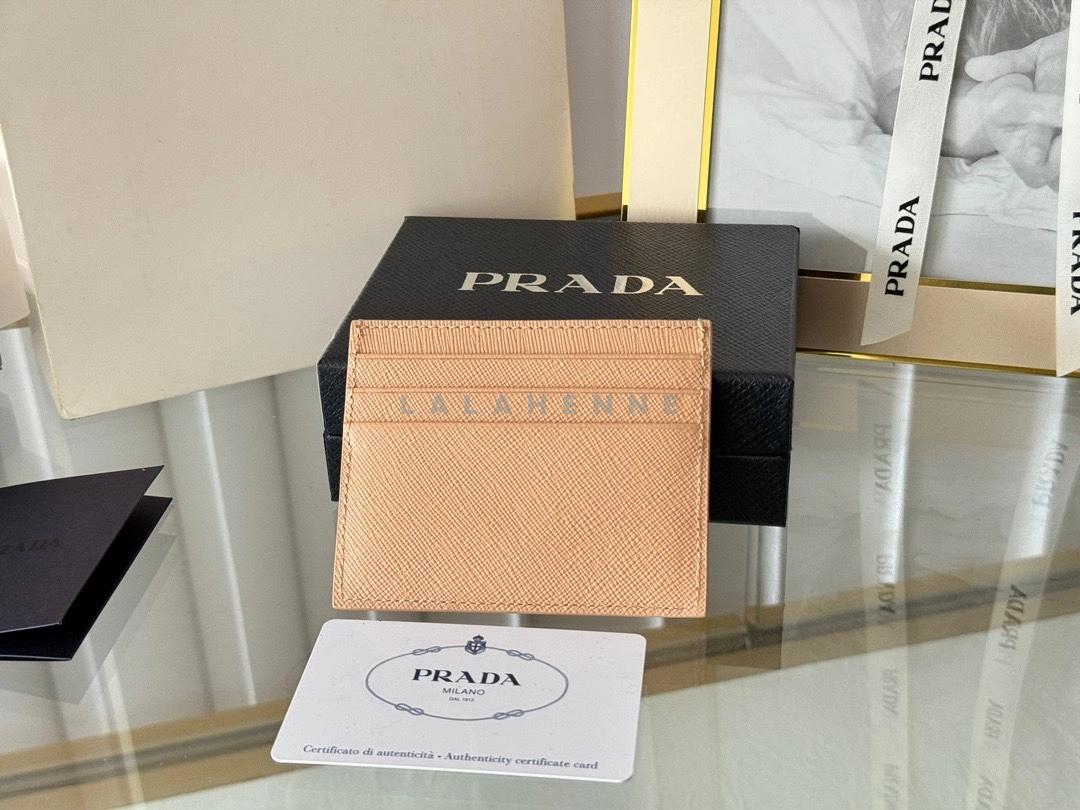 PRADA
PRADA
PRADA
PRADA
LALAHENNE
PRADA
MILANO
DAL 1913
Certificato di autenticità • Authenticity certificate card